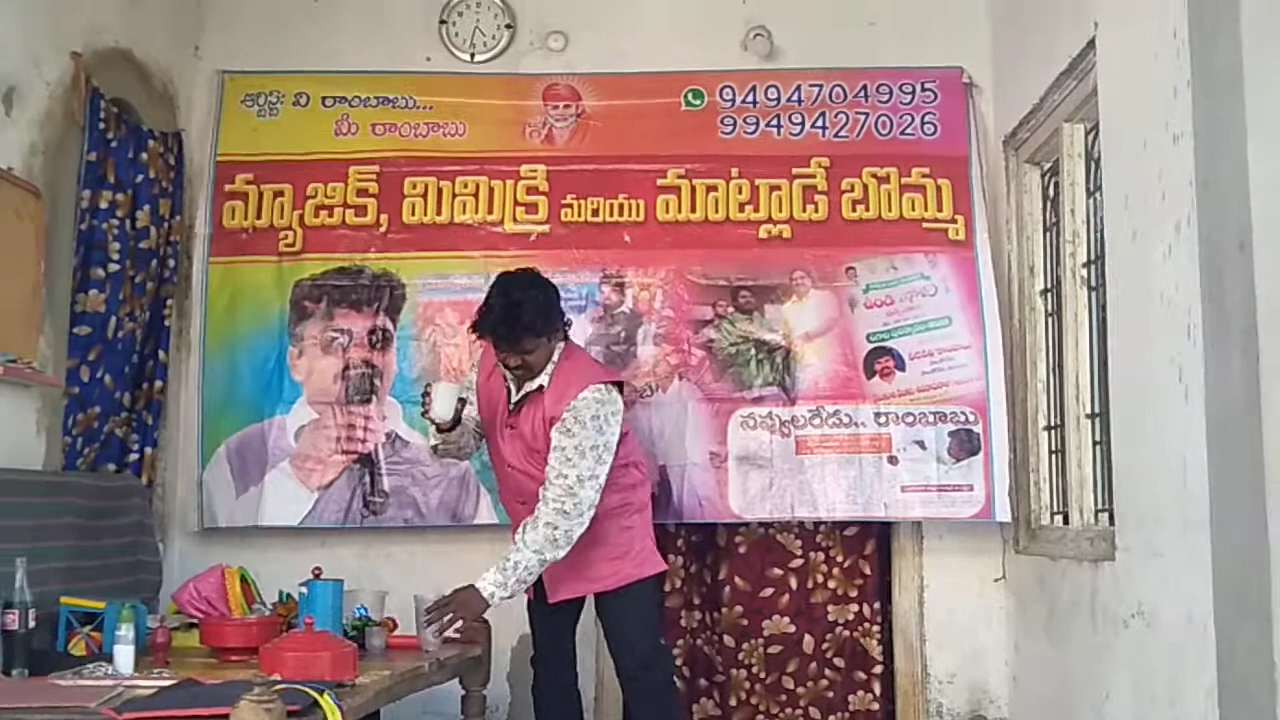 ఆర్టిస్ట్: వి రాంబాబు...
మీ రాంబాబు
9494704995
9949427026
మ్యాజిక్, మిమిక్రి మరియు మాట్లాడే బొమ్మ
నవ్వులరేడు.. రాంబాబు